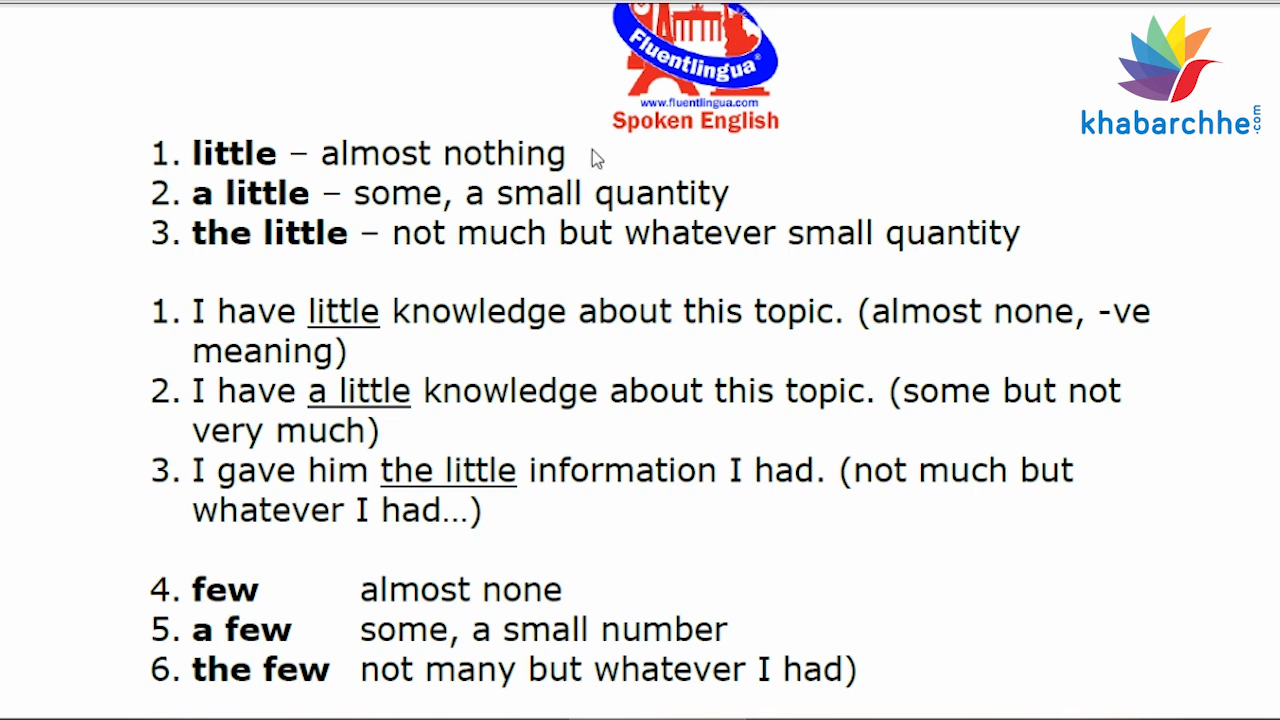 Fluentlingua®
www.fluentlingua.com
Spoken English
khabarchhe.com
1. little – almost nothing
2. a little – some, a small quantity
3. the little – not much but whatever small quantity
1. I have little knowledge about this topic. (almost none, -ve
meaning)
2. I have a little knowledge about this topic. (some but not
very much)
3. I gave him the little information I had. (not much but
whatever I had…)
4. few almost none
5. a few some, a small number
6. the few not many but whatever I had)